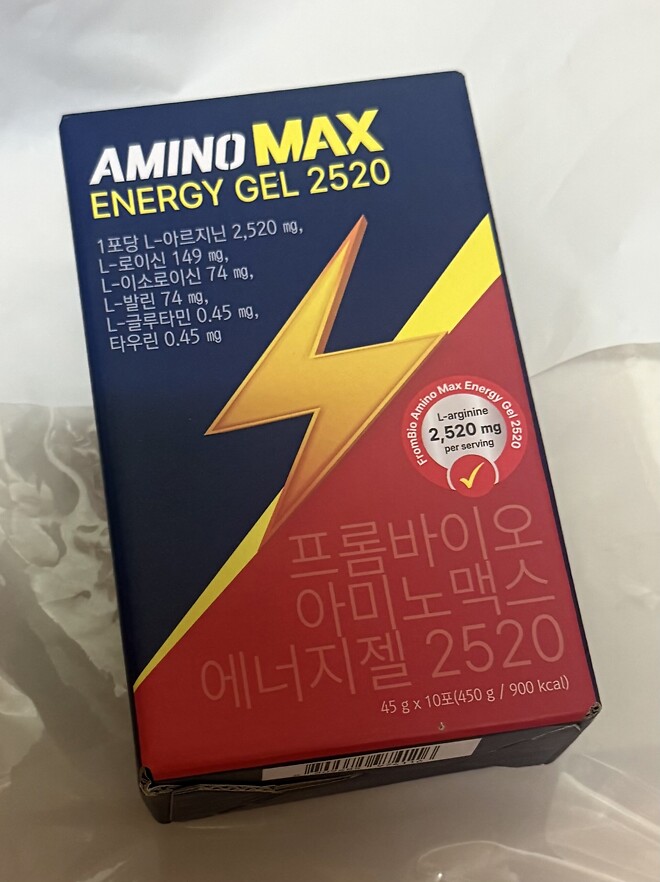 AMINO MAX
ENERGY GEL 2520
1포당 L-아르지닌 2,520 mg,
L-로이신 149 mg,
L-이소로이신 74 mg,
L-발린 74 mg,
L-글루타민 0.45 mg,
타우린 0.45 mg
FromBio Amino Max Energy Gel 2520
L-arginine
2,520 mg
per serving
프롬바이오
아미노맥스
에너지젤 2520
45 g x 10포(450 g / 900 kcal)